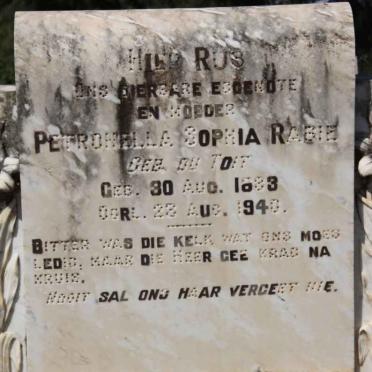 HIER RUS
ONS DIERBARE EGGENOTE
EN MOEDER
PETRONELLA SOPHIA RABIE
GEB. DU TOIT
GEB. 30 AUG. 1883
OORL. 28 AUG. 1940.
BITTER WAS DIE KELK WAT ONS MOES
LEDIG, MAAR DIE HEER GEE KRAG NA
KRUIS.
NOOIT SAL ONS HAAR VERGEET NIE.